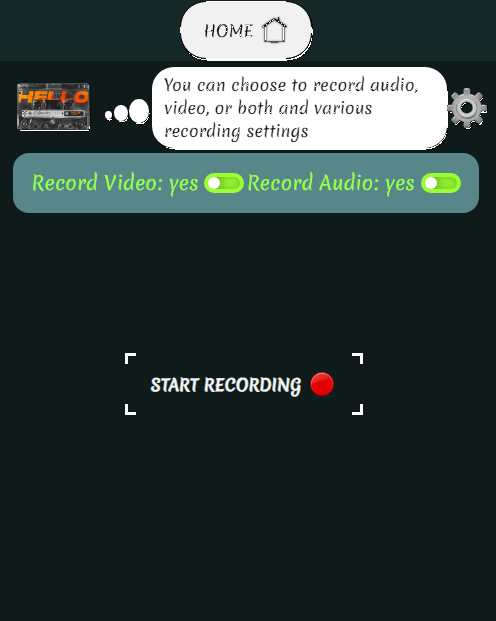 HOME
HELLO
You can choose to record audio,
video, or both and various
recording settings
Record Video: yes Record Audio: yes
START RECORDING